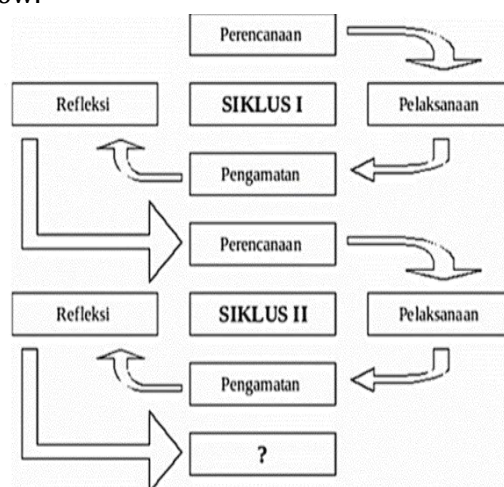 Perencanaan
Refleksi
SIKLUS I
Pelaksanaan
Pengamatan
Perencanaan
Refleksi
SIKLUS II
Pelaksanaan
Pengamatan
?